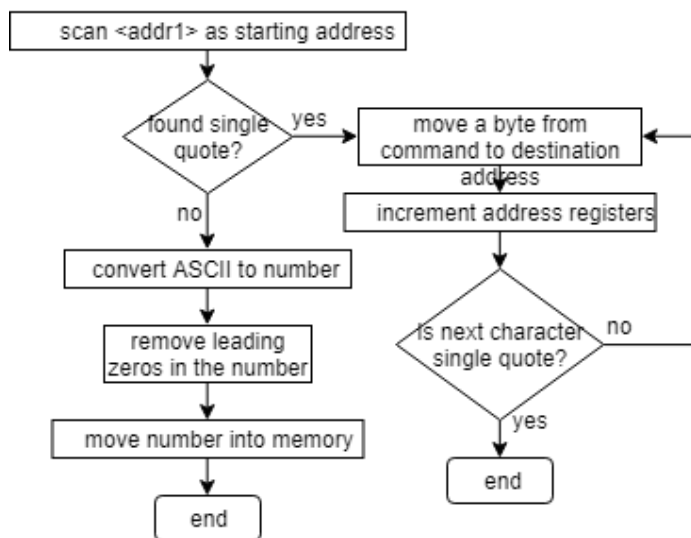 scan <addr1> as starting address
found single
quote?
yes
no
convert ASCII to number
remove leading
zeros in the number
move number into memory
end
move a byte from
command to destination
address
increment address registers
Is next character
single quote?
no
yes
end